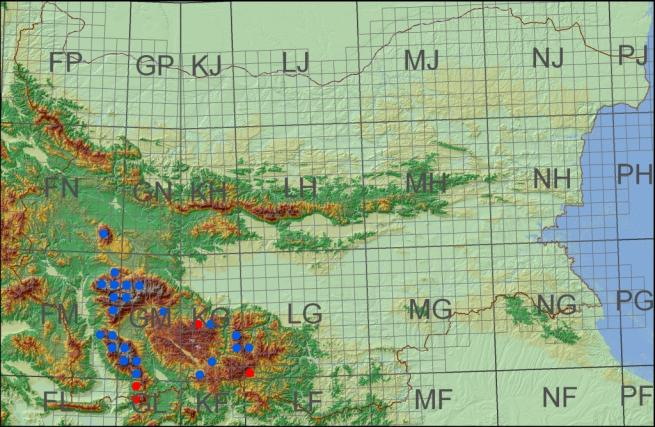 FP GP KJ LJ MJ NJ PJ
FN GN KH LH MH NH PH
FM GM KG LG MG NG PG
FL GL KF LF MF NF PF